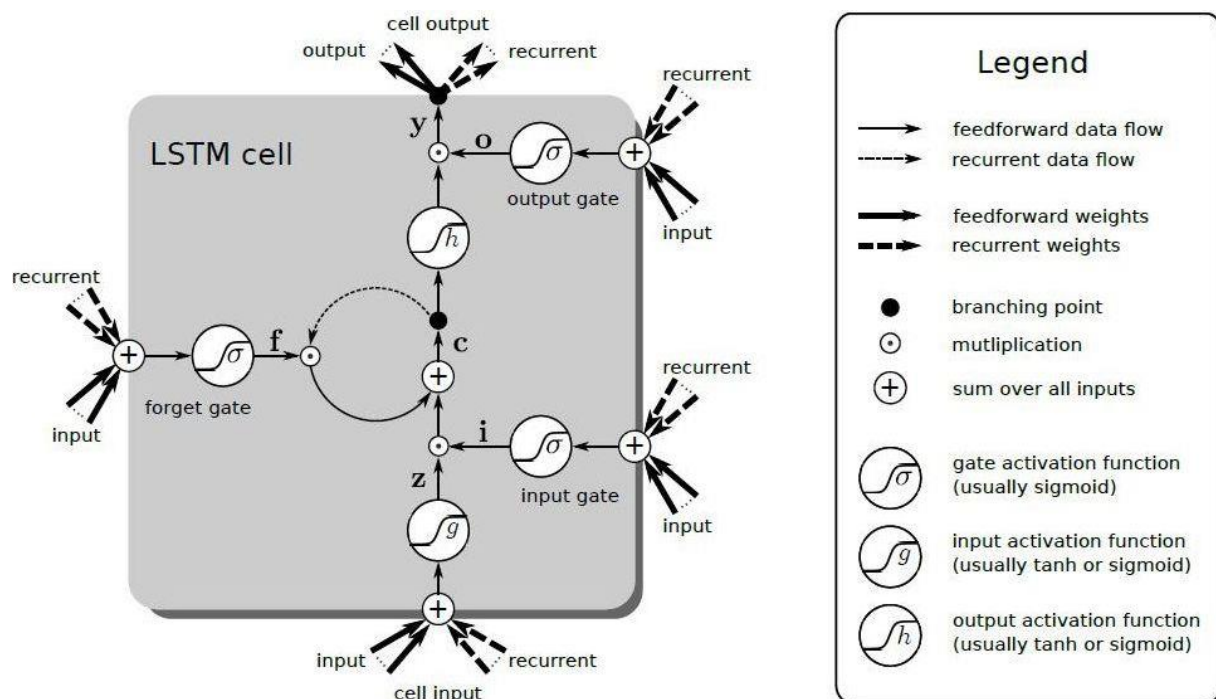 cell output
output
recurrent
recurrent
y
o
LSTM cell
σ
output gate
input
h
recurrent
f
σ
forget gate
c
recurrent
input
i
σ
z
input gate
g
input
input
recurrent
cell input
Legend
feedforward data flow
recurrent data flow
feedforward weights
recurrent weights
branching point
mutliplication
+ sum over all inputs
σ
gate activation function
(usually sigmoid)
g
input activation function
(usually tanh or sigmoid)
h
output activation function
(usually tanh or sigmoid)